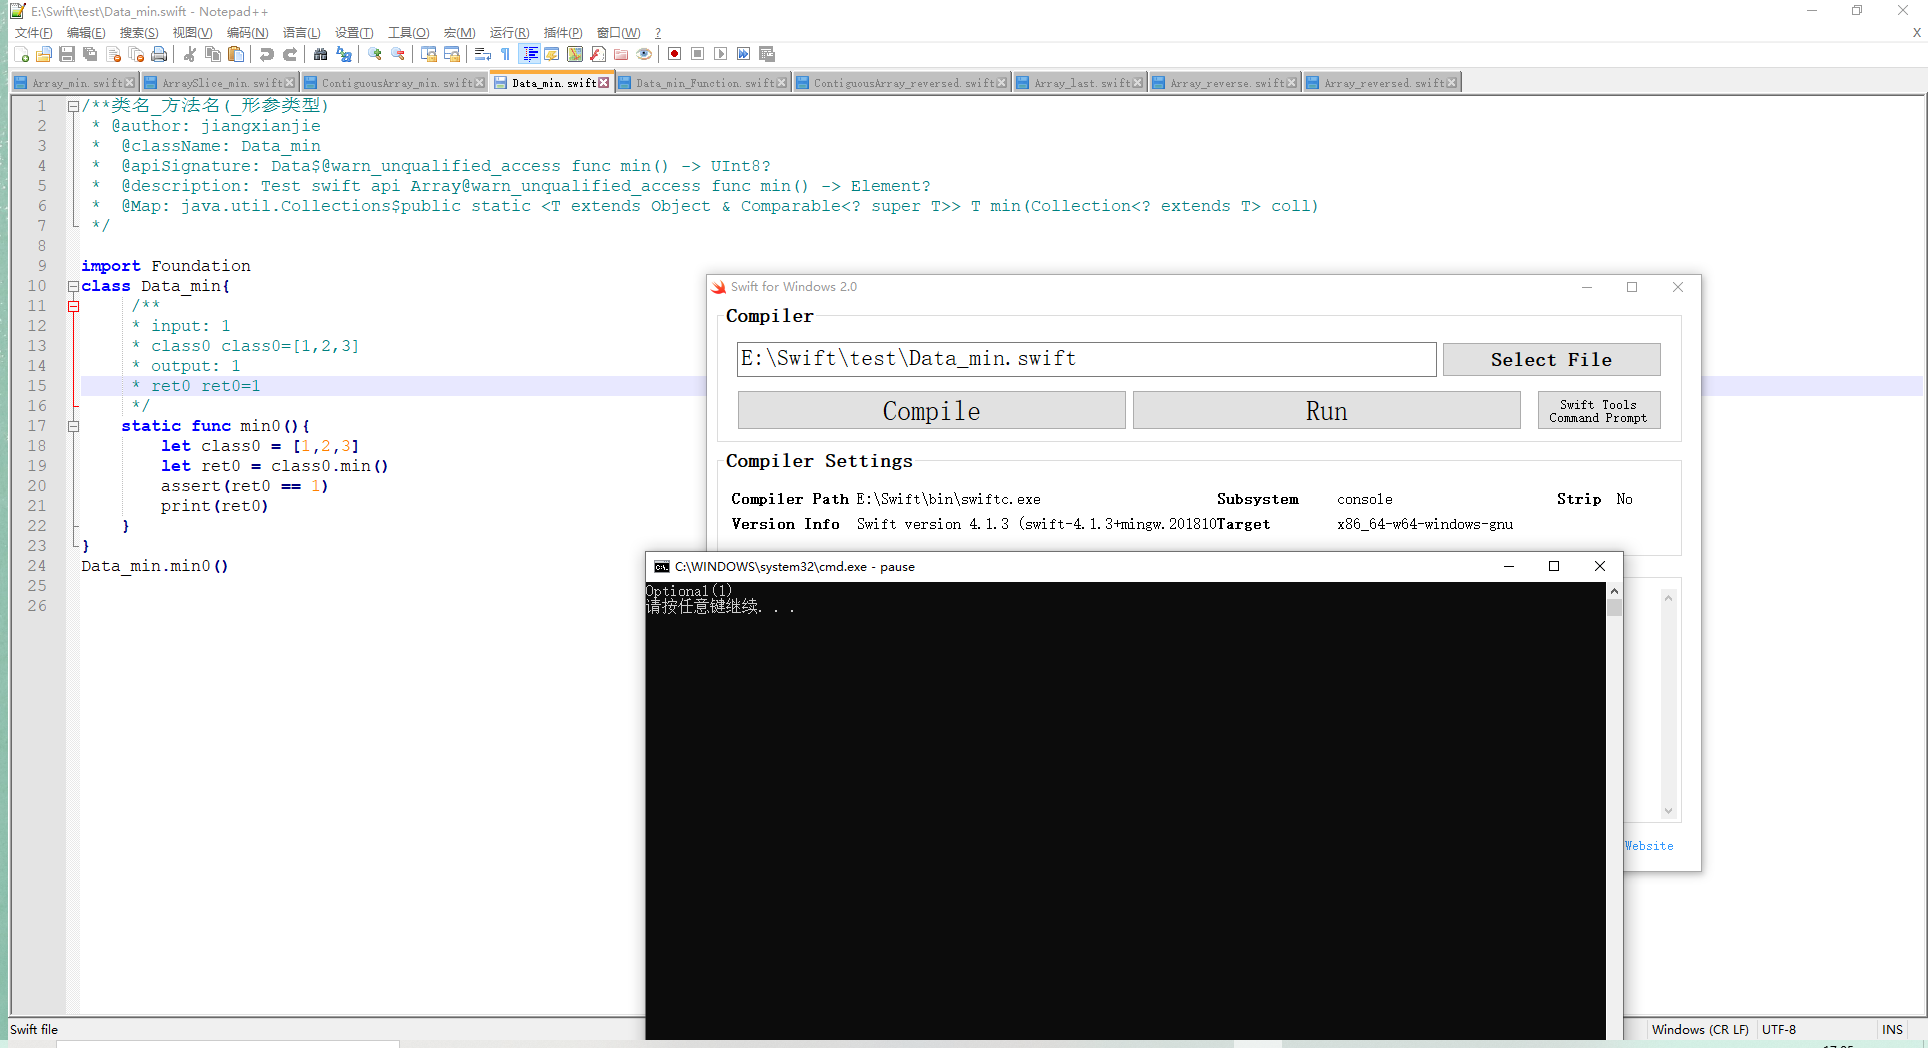 E:\Swift\test\Data_min.swift - Notepad++
文件(F) 编辑(E) 搜索(S) 视图(V) 编码(N) 语言(L) 设置(T) 工具(O) 宏(M) 运行(R) 插件(P) 窗口(W) ? X
Array_min.swift ArraySlice_min.swift ContiguousArray_min.swift Data_min.swift Data_min_Function.swift ContiguousArray_reversed.swift Array_last.swift Array_reverse.swift Array_reversed.swift
1 /**类名_方法名(_形参类型)
2 * @author: jiangxianjie
3 * @className: Data_min
4 * @apiSignature: Data$@warn_unqualified_access func min() -> UInt8?
5 * @description: Test swift api Array@warn_unqualified_access func min() -> Element?
6 * @Map: java.util.Collections$public static <T extends Object & Comparable<? super T>> T min(Collection<? extends T> coll)
7 */
8
9 import Foundation
10 class Data_min{
11 /**
12 * input: 1
13 * class0 class0=[1,2,3]
14 * output: 1
15 * ret0 ret0=1
16 */
17 static func min0(){
18 let class0 = [1,2,3]
19 let ret0 = class0.min()
20 assert(ret0 == 1)
21 print(ret0)
22 }
23 }
24 Data_min.min0()
25
26
Swift for Windows 2.0
Compiler
E:\Swift\test\Data_min.swift Select File
Compile Run Swift Tools
Command Prompt
Compiler Settings
Compiler Path E:\Swift\bin\swiftc.exe Subsystem console Strip No
Version Info Swift version 4.1.3 (swift-4.1.3+mingw.201810 Target x86_64-w64-windows-gnu
C:\WINDOWS\system32\cmd.exe - pause
Optional(1)
请按任意键继续. . .
Website
Swift file Windows (CR LF) UTF-8 INS